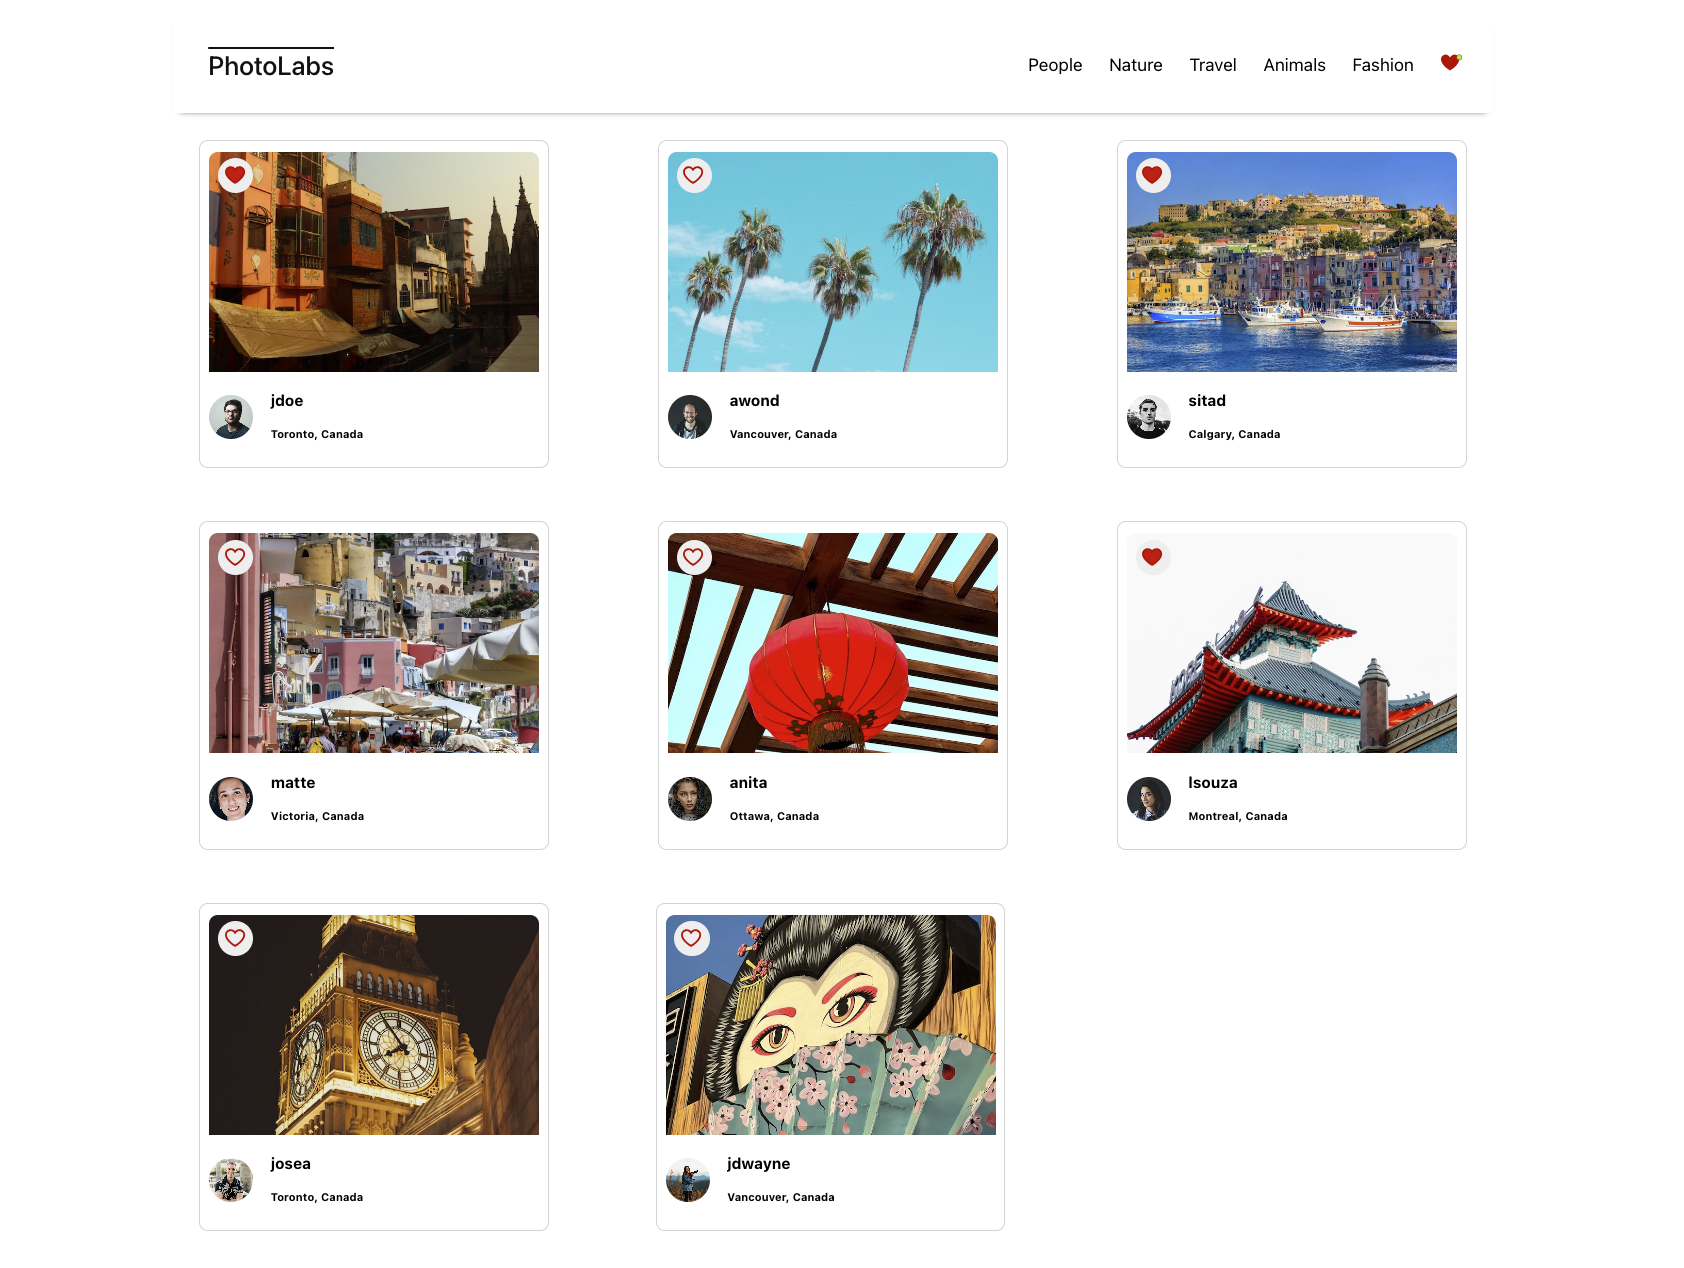 PhotoLabs
People Nature Travel Animals Fashion
jdoe
Toronto, Canada
awond
Vancouver, Canada
sitad
Calgary, Canada
matte
Victoria, Canada
anita
Ottawa, Canada
lsouza
Montreal, Canada
josea
Toronto, Canada
jdwayne
Vancouver, Canada